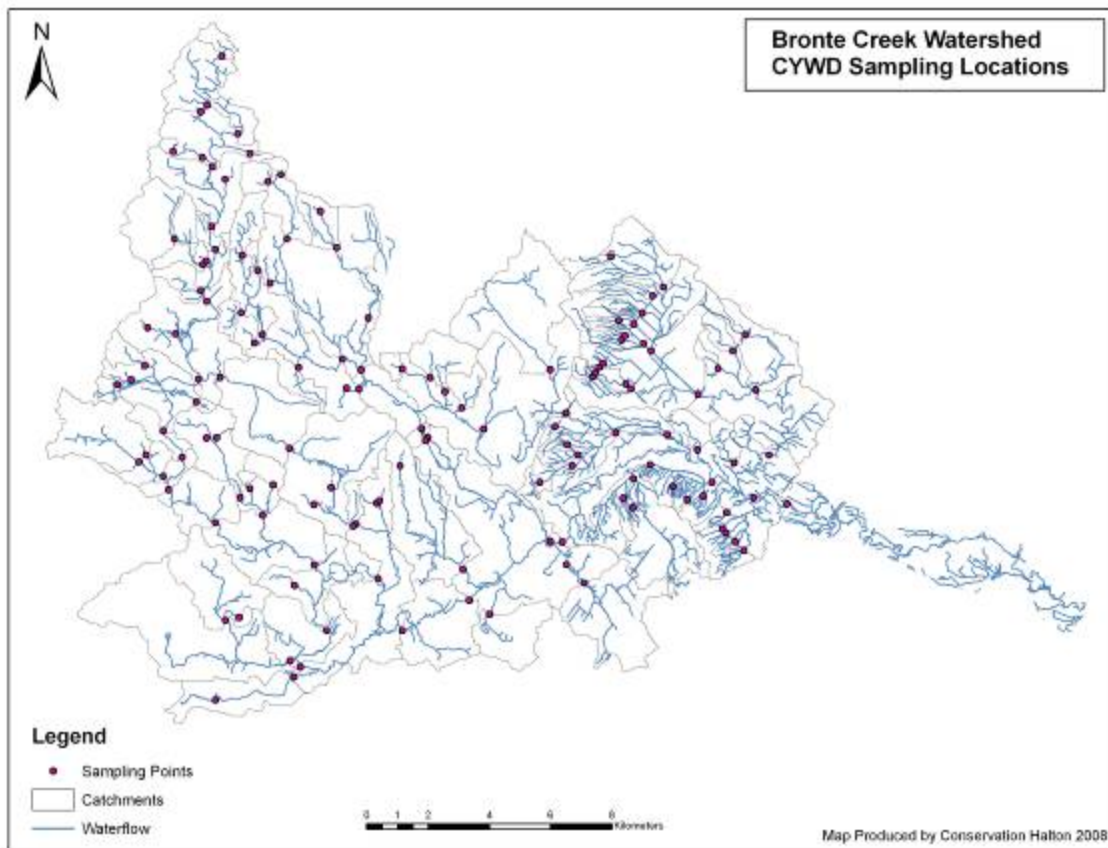 N
Bronte Creek Watershed
CYWD Sampling Locations
Legend
Sampling Points
Catchments
Waterflow
0 1 2 4 6 8
Kilometers
Map Produced by Conservation Halton 2008